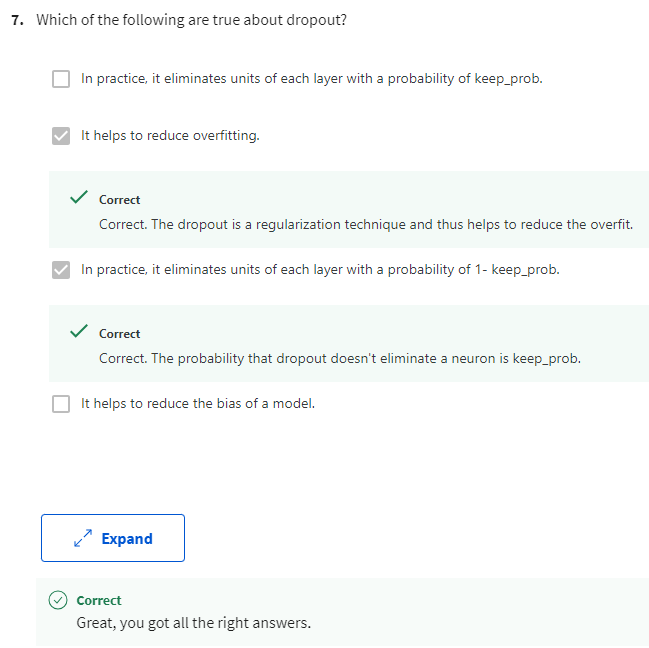 7. Which of the following are true about dropout?
In practice, it eliminates units of each layer with a probability of keep_prob.
It helps to reduce overfitting.
Correct
Correct. The dropout is a regularization technique and thus helps to reduce the overfit.
In practice, it eliminates units of each layer with a probability of 1- keep_prob.
Correct
Correct. The probability that dropout doesn't eliminate a neuron is keep_prob.
It helps to reduce the bias of a model.
Expand
Correct
Great, you got all the right answers.